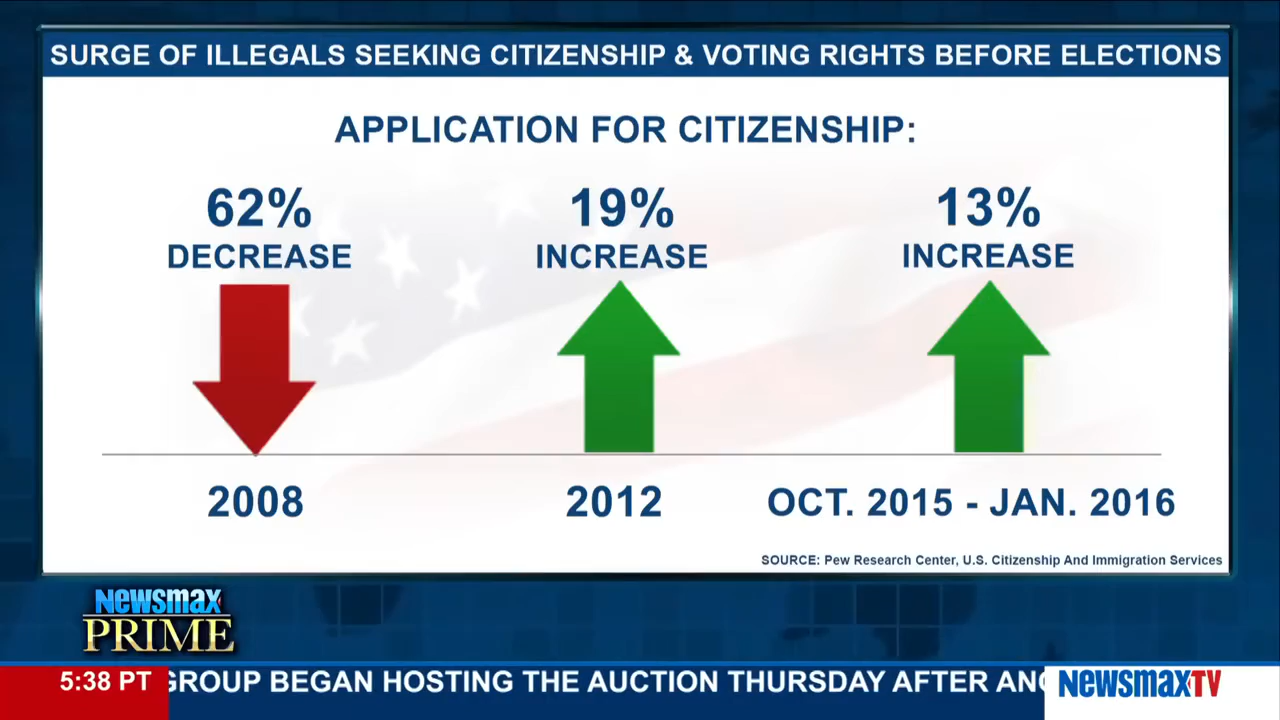 SURGE OF ILLEGALS SEEKING CITIZENSHIP & VOTING RIGHTS BEFORE ELECTIONS
APPLICATION FOR CITIZENSHIP:
62% 19% 13%
DECREASE INCREASE INCREASE
2008 2012 OCT. 2015 - JAN. 2016
SOURCE: Pew Research Center, U.S. Citizenship And Immigration Services
Newsmax
PRIME
5:38 PT GROUP BEGAN HOSTING THE AUCTION THURSDAY AFTER NewsmaxTV